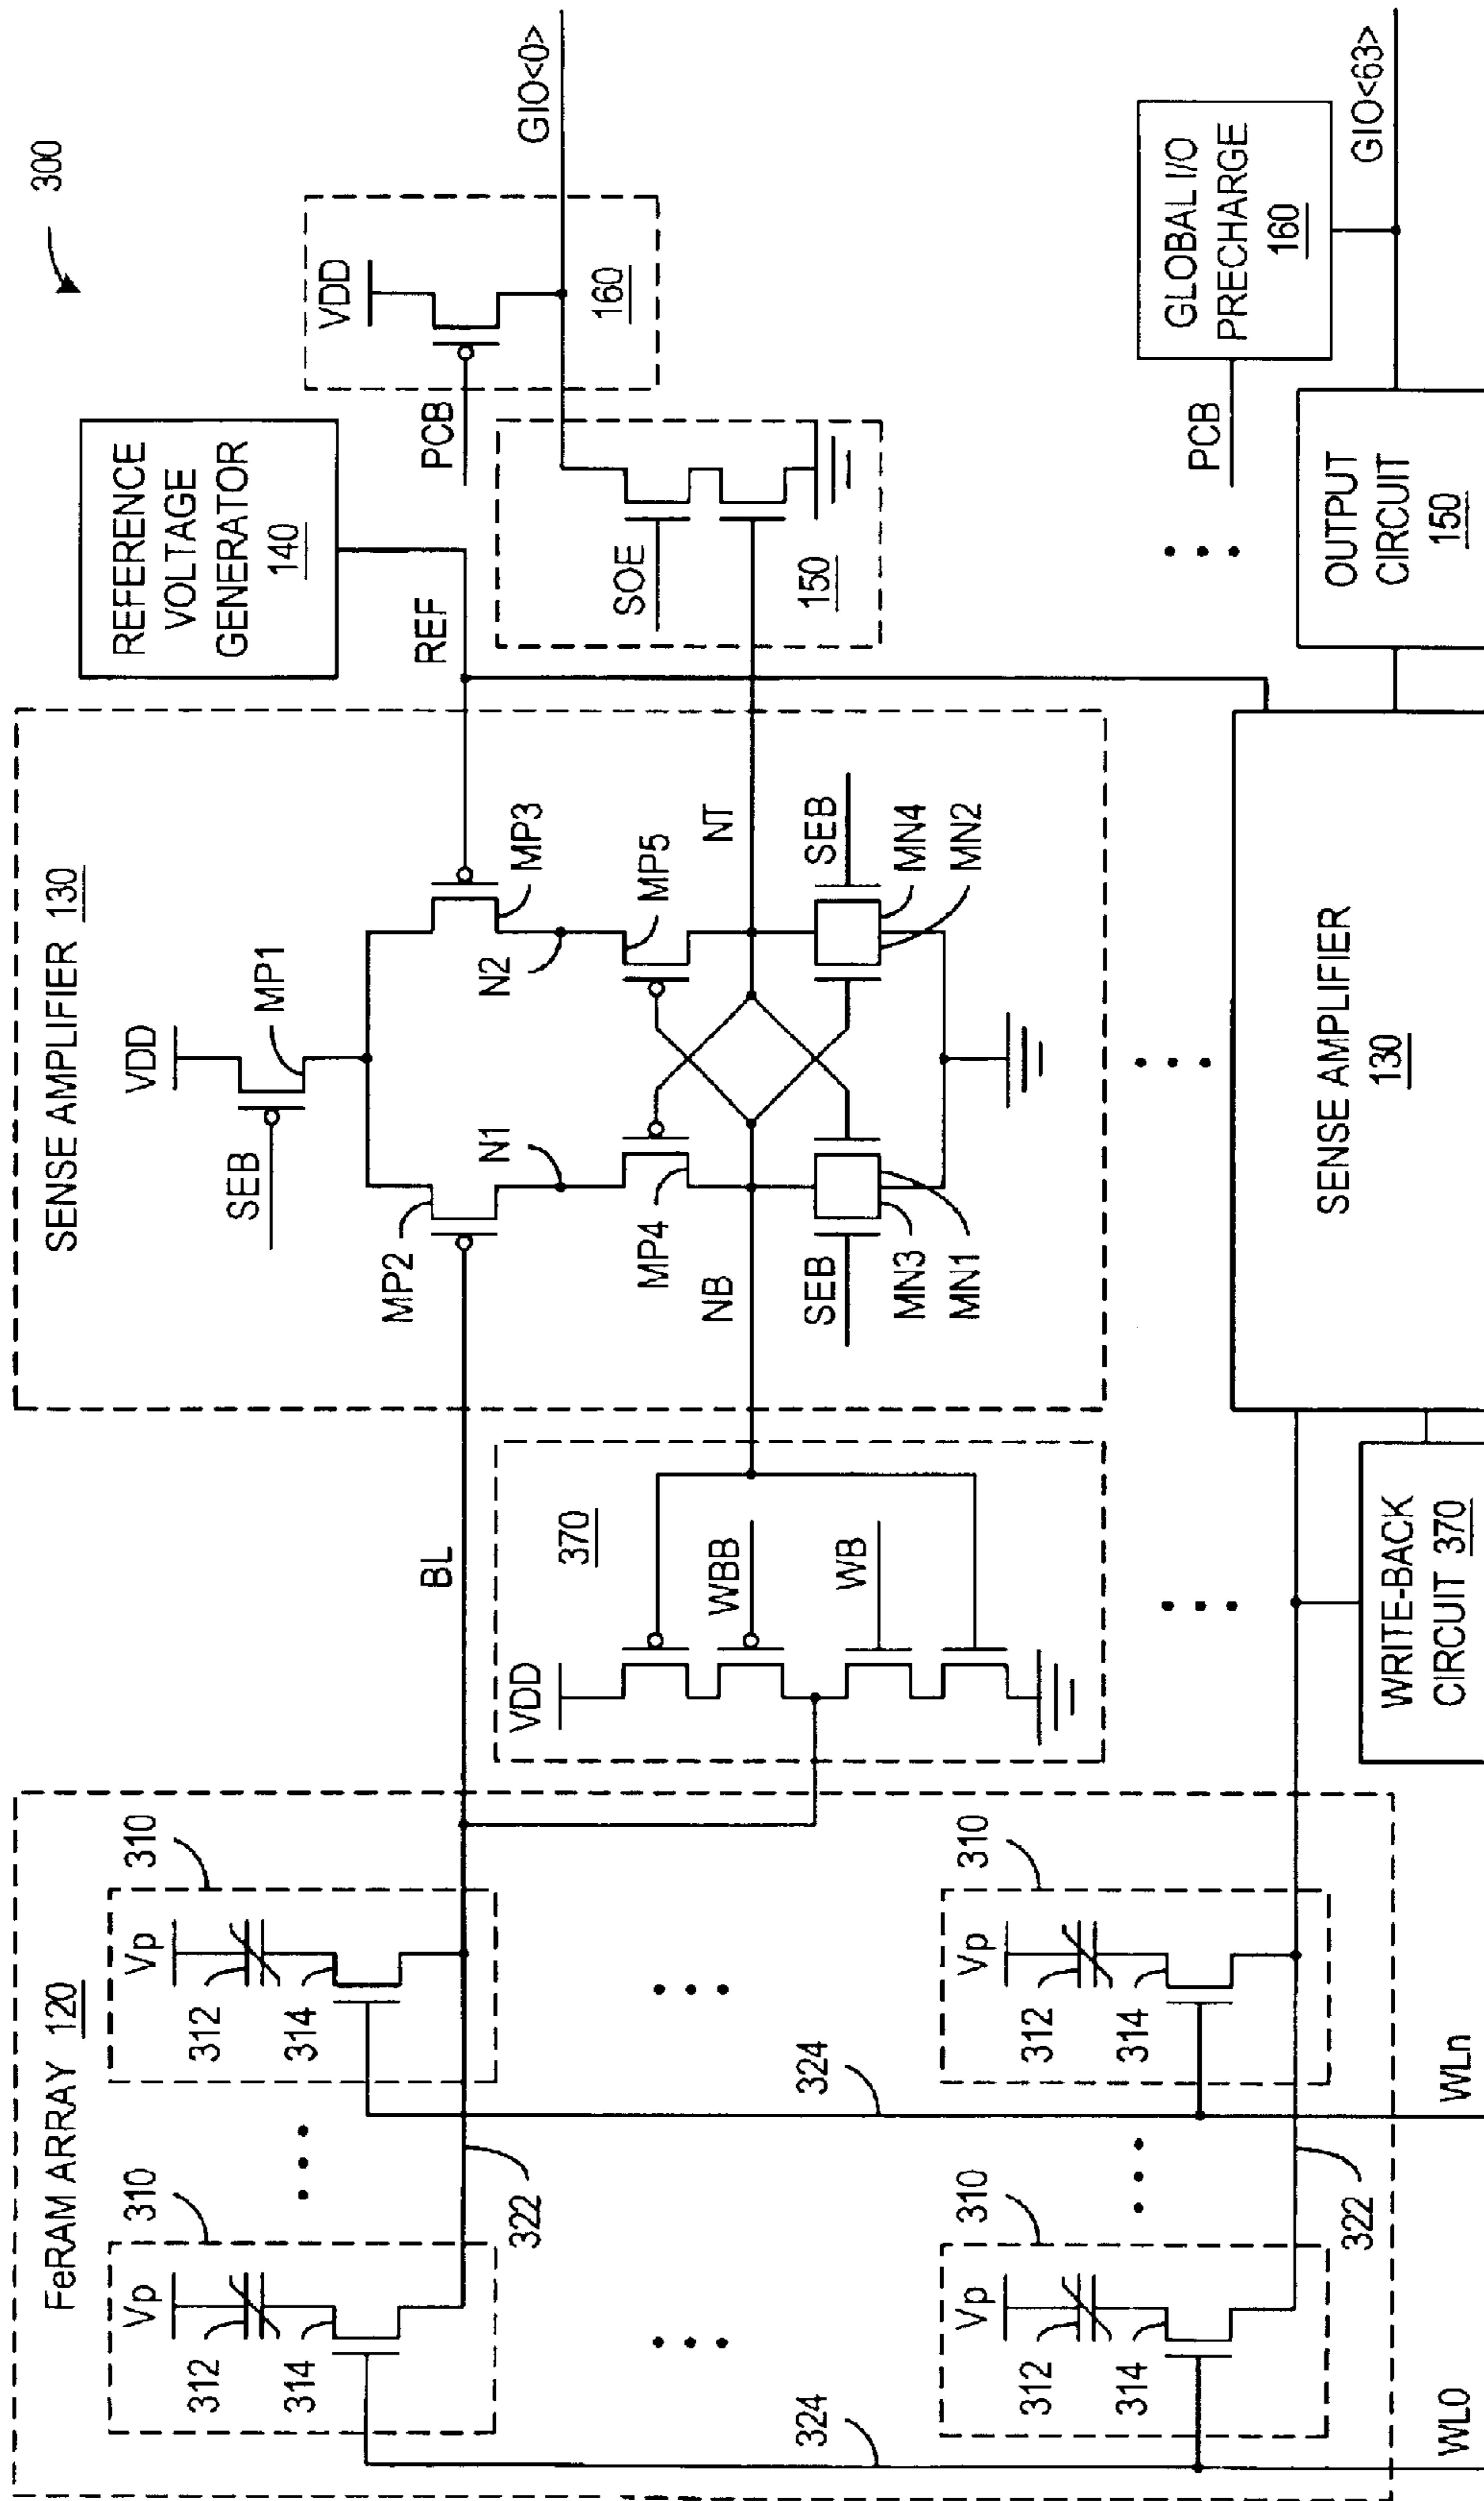 300
FeRAM ARRAY 120
310
Vp
312
314
310
Vp
312
314
322
324
324
310
Vp
312
314
310
Vp
312
314
322
WL0
WLn
BL
370
VDD
WBB
WB
WRITE-BACK
CIRCUIT 370
SENSE AMPLIFIER 130
VDD
SEB
MP1
MP2
MP3
N1
N2
MP4
MP5
NB
NT
SEB
SEB
MN3
MN1
MN4
MN2
SENSE AMPLIFIER
130
REFERENCE
VOLTAGE
GENERATOR
140
REF
SOE
150
PCB
VDD
160
GIO<0>
OUTPUT
CIRCUIT
150
PCB
GLOBAL I/O
PRECHARGE
160
GIO<63>